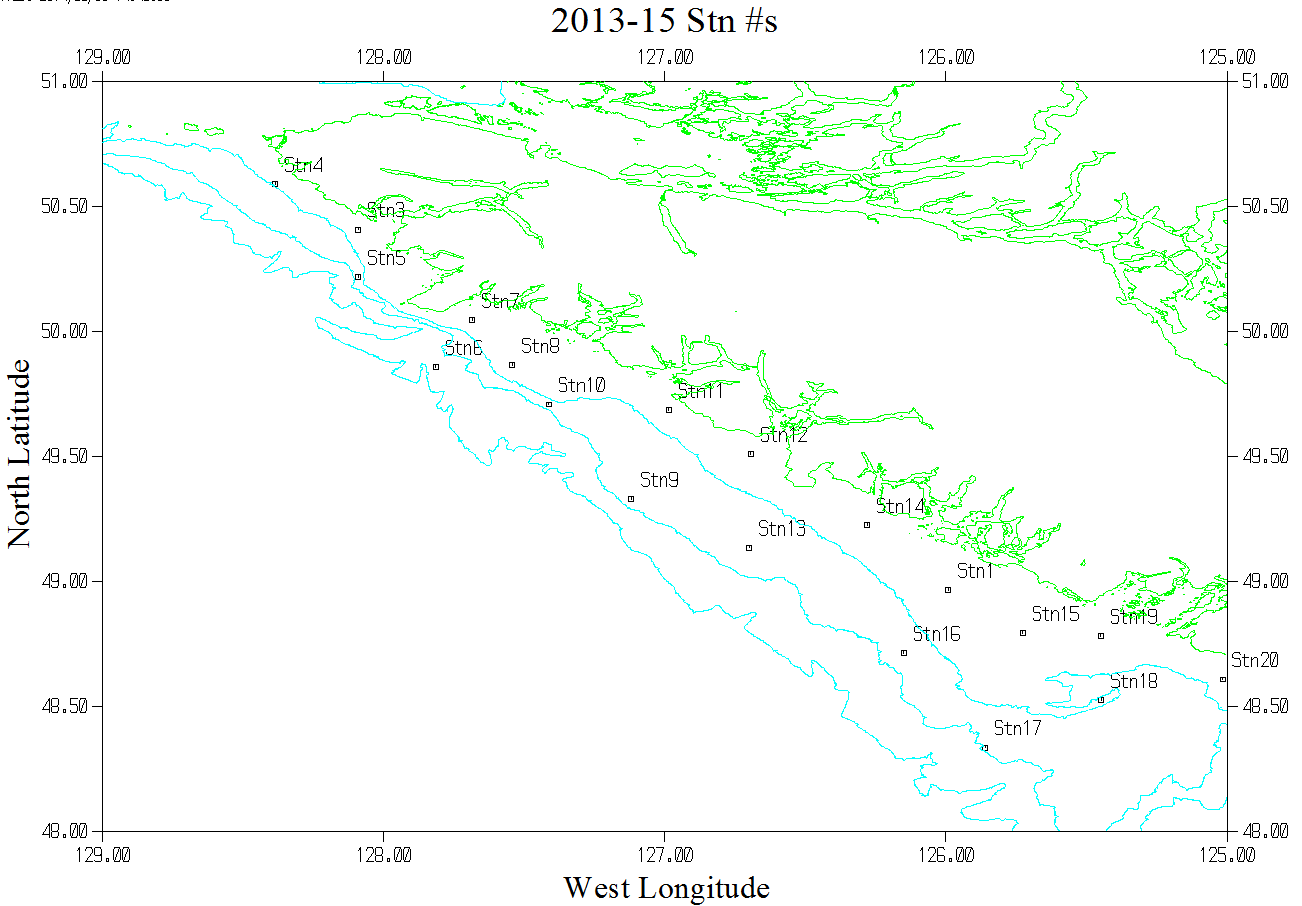 2013-15 Stn #s
129.00 128.00 127.00 126.00 125.00
51.00 51.00
Stn4
50.50 Stn3 50.50
Stn5
Stn7
50.00 50.00
Stn6 Stn8
Stn10
Stn11
Stn12
49.50 49.50
Stn9
Stn14
Stn13
49.00 Stn1 49.00
Stn15 Stn19
Stn16
Stn20
Stn18
48.50 48.50
Stn17
48.00 48.00
129.00 128.00 127.00 126.00 125.00
West Longitude
North Latitude